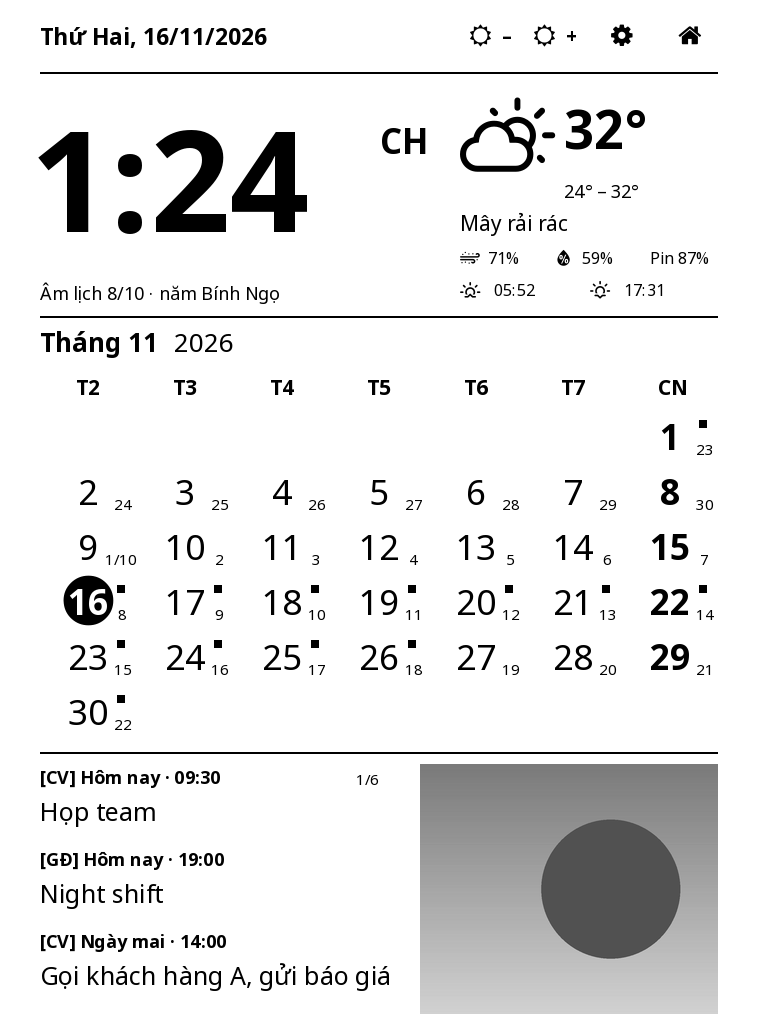 Thứ Hai, 16/11/2026 – +
1:24 CH 32°
24° – 32°
Mây rải rác
71% 59% Pin 87%
Âm lịch 8/10 · năm Bính Ngọ 05:52 17:31
Tháng 11 2026
T2 T3 T4 T5 T6 T7 CN
1 23
2 24 3 25 4 26 5 27 6 28 7 29 8 30
9 1/10 10 2 11 3 12 4 13 5 14 6 15 7
16 8 17 9 18 10 19 11 20 12 21 13 22 14
23 15 24 16 25 17 26 18 27 19 28 20 29 21
30 22
[CV] Hôm nay · 09:30 1/6
Họp team
[GĐ] Hôm nay · 19:00
Night shift
[CV] Ngày mai · 14:00
Gọi khách hàng A, gửi báo giá